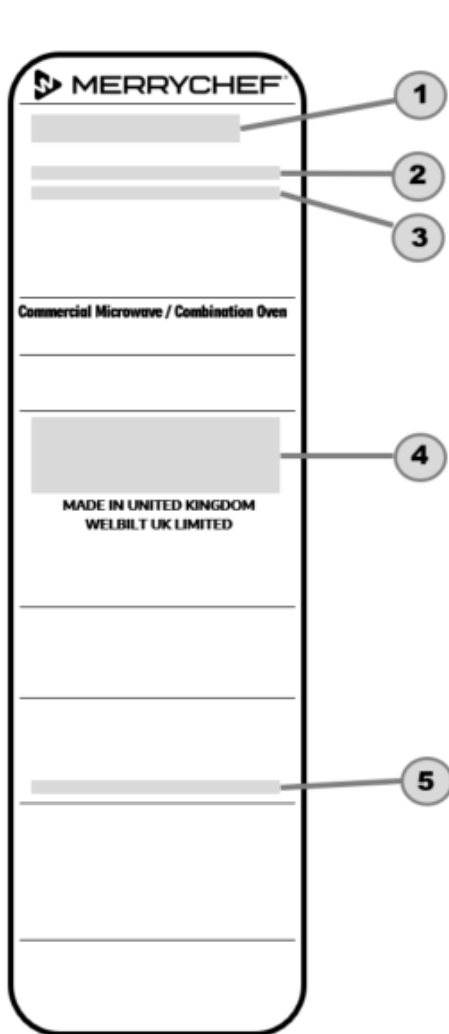 MERRYCHEF
1
2
3
Commercial Microwave / Combination Oven
4
MADE IN UNITED KINGDOM
WELBILT UK LIMITED
5